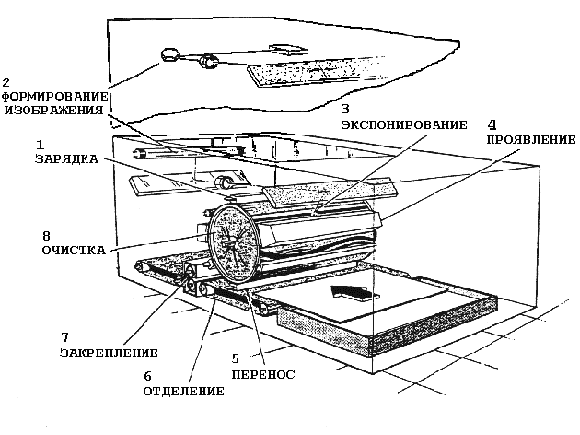 2
ФОРМИРОВАНИЕ
ИЗОБРАЖЕНИЯ
3
ЭКСПОНИРОВАНИЕ
4
ПРОЯВЛЕНИЕ
1
ЗАРЯДКА
8
ОЧИСТКА
7
ЗАКРЕПЛЕНИЕ
6
ОТДЕЛЕНИЕ
5
ПЕРЕНОС